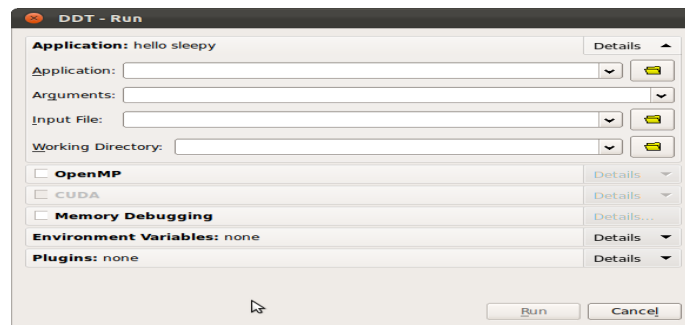 DDT - Run
Application: hello sleepy Details
Application:
Arguments:
Input File:
Working Directory:
OpenMP Details
CUDA Details
Memory Debugging Details...
Environment Variables: none Details
Plugins: none Details
Run Cancel